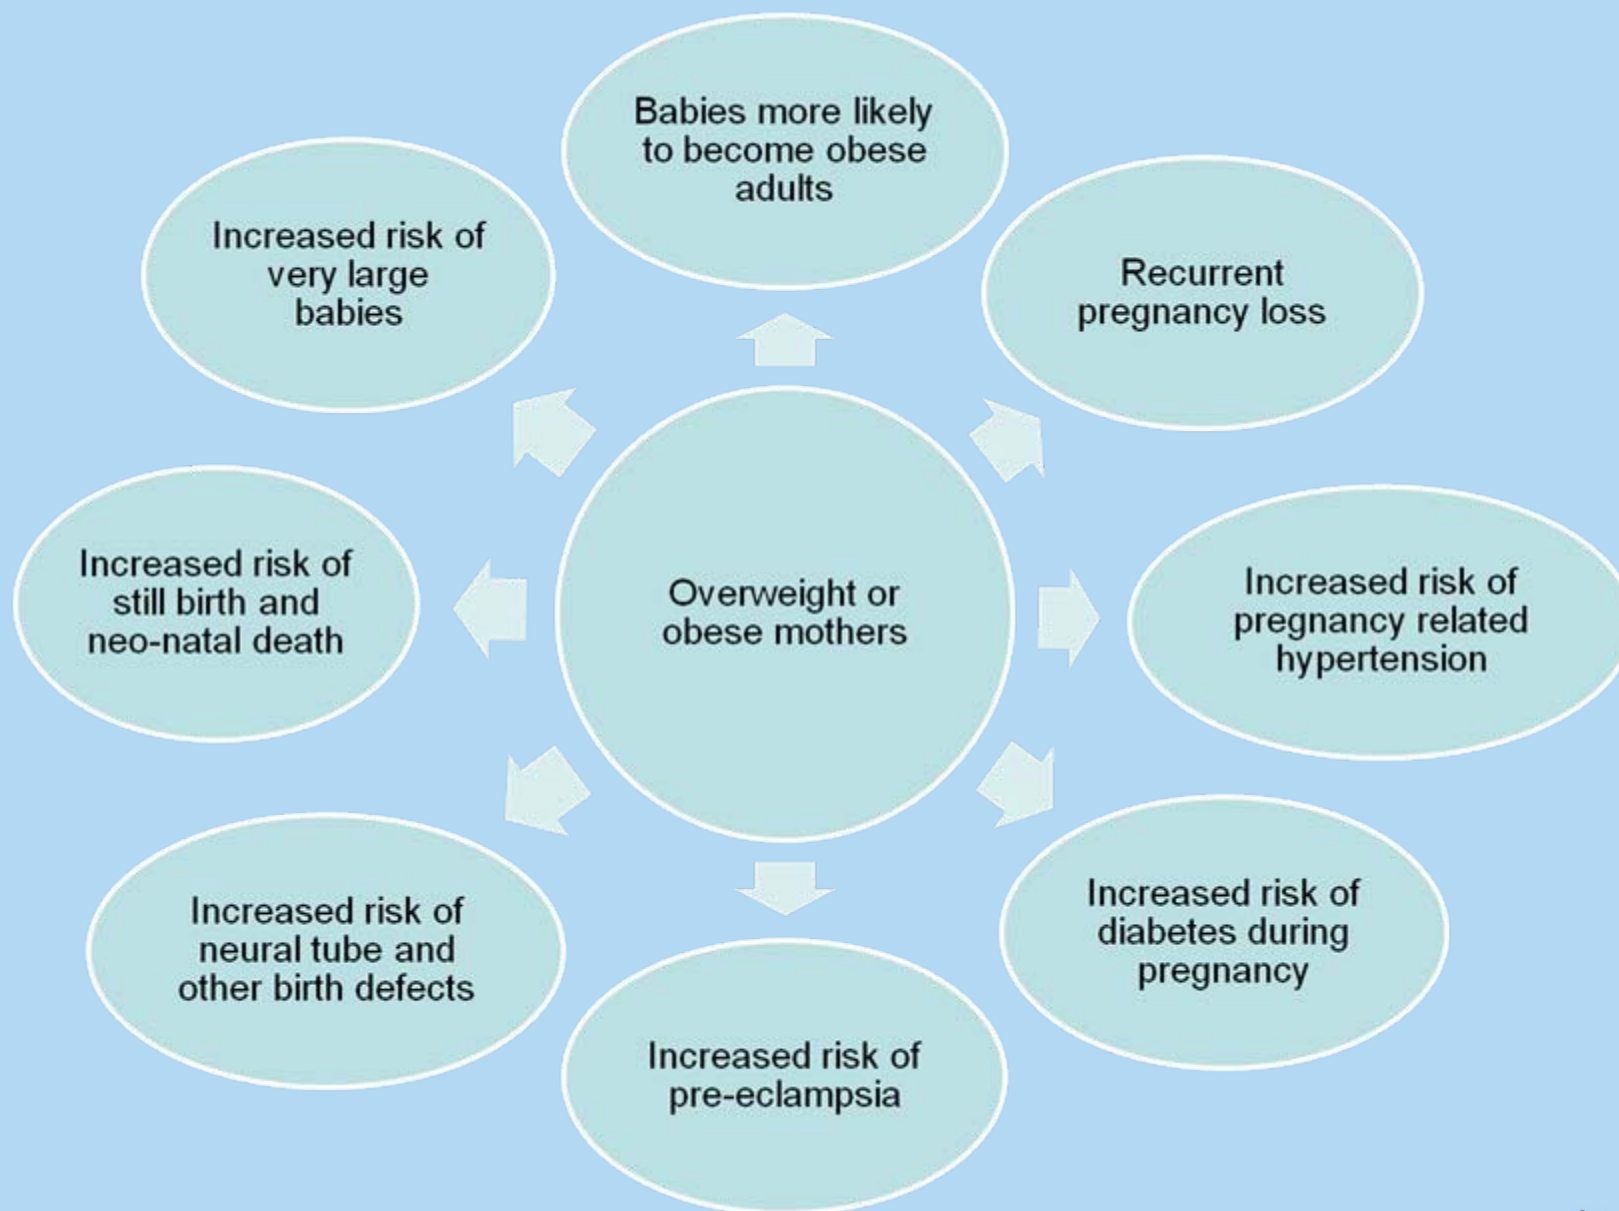 Babies more likely
to become obese
adults
Recurrent
pregnancy loss
Increased risk of
pregnancy related
hypertension
Increased risk of
diabetes during
pregnancy
Increased risk of
pre-eclampsia
Increased risk of
neural tube and
other birth defects
Increased risk of
still birth and
neo-natal death
Increased risk of
very large
babies
Overweight or
obese mothers